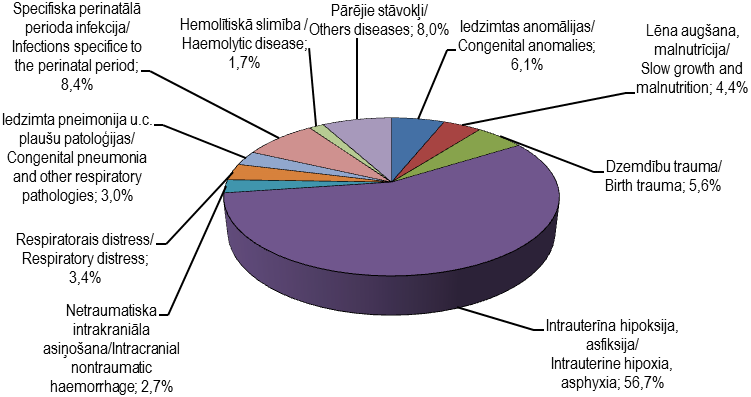 Specifiska perinatālā
perioda infekcija/
Infections specifice to
the perinatal period;
8,4%
Hemolītiskā slimība /
Haemolytic disease;
1,7%
Pārējie stāvokļi/
Others diseases; 8,0%
Iedzimtas anomālijas/
Congenital anomalies;
6,1%
Lēna augšana,
malnutrīcija/
Slow growth and
malnutrition; 4,4%
Dzemdību trauma/
Birth trauma; 5,6%
Intrauterīna hipoksija,
asfiksija/
Intrauterine hipoxia,
asphyxia; 56,7%
Iedzimta pneimonija u.c.
plaušu patoloģijas/
Congenital pneumonia
and other respiratory
pathologies; 3,0%
Respiratorais distress/
Respiratory distress;
3,4%
Netraumatiska
intrakraniāla
asiņošana/Intracranial
nontraumatic
haemorrhage; 2,7%